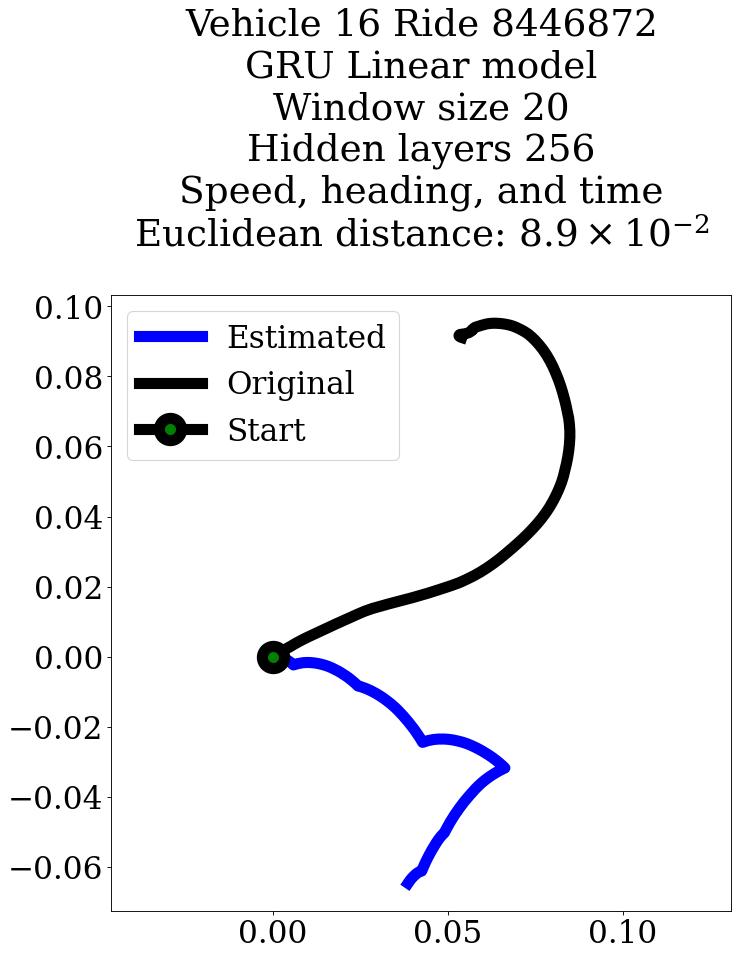 Vehicle 16 Ride 8446872
GRU Linear model
Window size 20
Hidden layers 256
Speed, heading, and time
Euclidean distance: 8.9 × 10⁻²
0.10
0.08
0.06
0.04
0.02
0.00
−0.02
−0.04
−0.06
Estimated
Original
Start
0.00 0.05 0.10